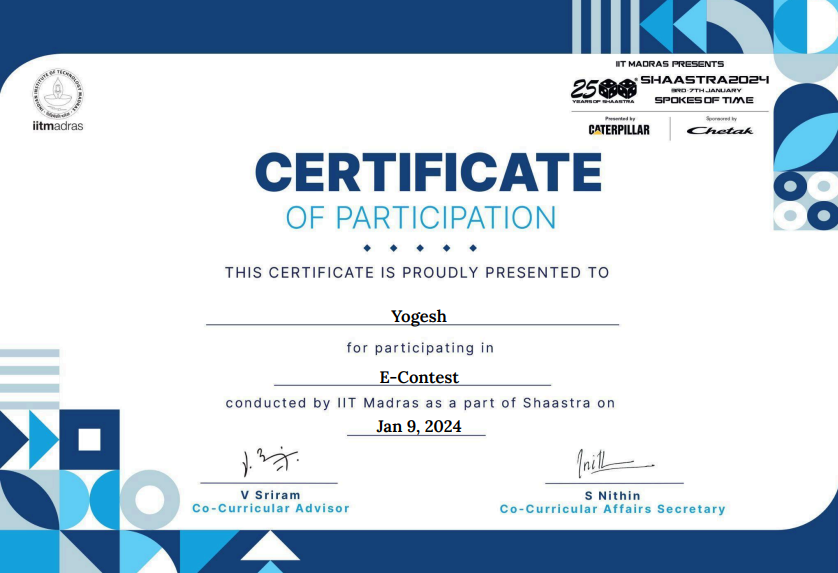 INDIAN INSTITUTE OF TECHNOLOGY MADRAS
iitmadras
IIT MADRAS PRESENTS
25 YEARS OF SHAASTRA
SHAASTRA2024
3RD-7TH JANUARY
SPOKES OF TIME
Presented by
CATERPILLAR
Sponsored by
Chetak
CERTIFICATE
OF PARTICIPATION
THIS CERTIFICATE IS PROUDLY PRESENTED TO
Yogesh
for participating in
E-Contest
conducted by IIT Madras as a part of Shaastra on
Jan 9, 2024
V Sriram
Co-Curricular Advisor
S Nithin
Co-Curricular Affairs Secretary